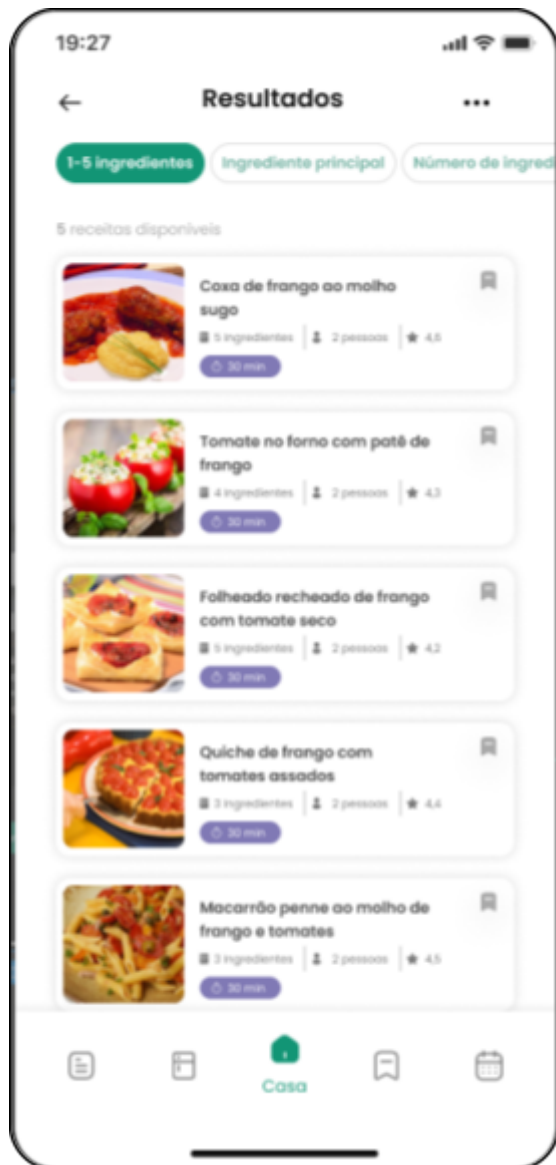 19:27
Resultados
1-5 ingredientes
Ingrediente principal
Número de ingredi
5 receitas disponíveis
Coxa de frango ao molho
sugo
5 ingredientes
2 pessoas
30 min
Tomate no forno com patê de
frango
4 ingredientes
2 pessoas
4,3
30 min
Folheado recheado de frango
com tomate seco
5 ingredientes
2 pessoas
4,2
30 min
Quiche de frango com
tomates assados
3 ingredientes
2 pessoas
4,4
30 min
Macarrão penne ao molho de
frango e tomates
3 ingredientes
2 pessoas
4,5
30 min
Casa